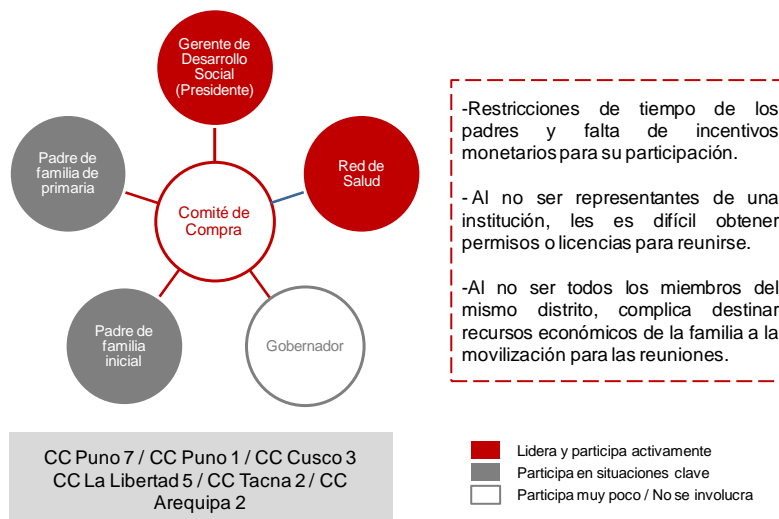 Gerente de
Desarrollo
Social
(Presidente)
Padre de
familia de
primaria
Red de
Salud
Comité de
Compra
Padre de
familia
inicial
Gobernador
-Restricciones de tiempo de los
padres y falta de incentivos
monetarios para su participación.
- Al no ser representantes de una
institución, les es difícil obtener
permisos o licencias para reunirse.
-Al no ser todos los miembros del
mismo distrito, complica destinar
recursos económicos de la familia a la
movilización para las reuniones.
CC Puno 7 / CC Puno 1 / CC Cusco 3
CC La Libertad 5 / CC Tacna 2 / CC
Arequipa 2
Lidera y participa activamente
Participa en situaciones clave
Participa muy poco / No se involucra